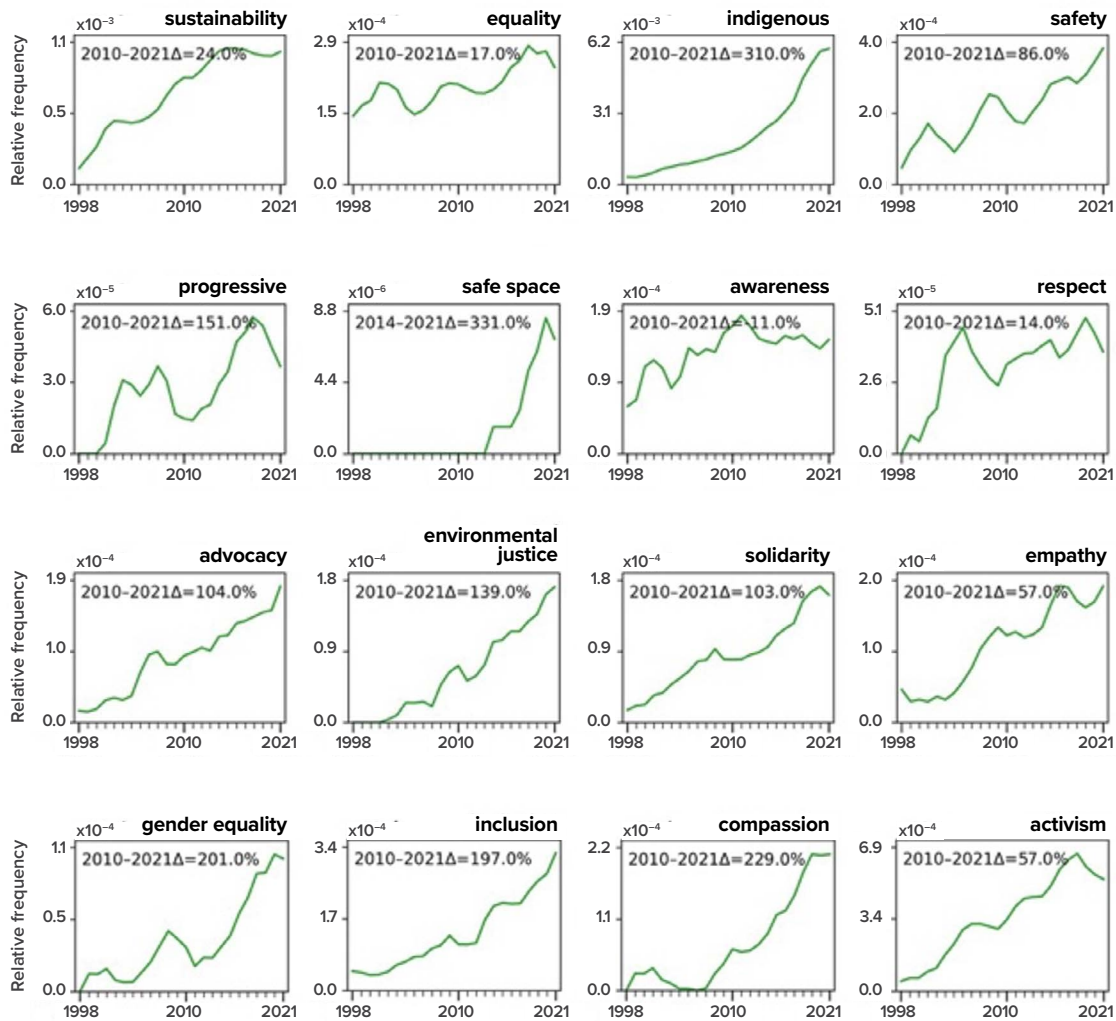 x10⁻³ sustainability x10⁻⁴ equality x10⁻³ indigenous x10⁻⁴ safety
1.1 2010–2021Δ=24.0% 2.9 2010–2021Δ=17.0% 6.2 2010–2021Δ=310.0% 4.0 2010–2021Δ=86.0%
Relative frequency
0.5 1.5 3.1 2.0
0.0 0.0 0.0 0.0
1998 2010 2021 1998 2010 2021 1998 2010 2021 1998 2010 2021
x10⁻⁵ progressive x10⁻⁶ safe space x10⁻⁴ awareness x10⁻⁵ respect
6.0 2010–2021Δ=151.0% 8.8 2014–2021Δ=331.0% 1.9 2010–2021Δ=-11.0% 5.1 2010–2021Δ=14.0%
Relative frequency
3.0 4.4 0.9 2.6
0.0 0.0 0.0 0.0
1998 2010 2021 1998 2010 2021 1998 2010 2021 1998 2010 2021
environmental
x10⁻⁴ advocacy x10⁻⁴ justice x10⁻⁴ solidarity x10⁻⁴ empathy
1.9 2010–2021Δ=104.0% 1.8 2010–2021Δ=139.0% 1.8 2010–2021Δ=103.0% 2.0 2010–2021Δ=57.0%
Relative frequency
1.0 0.9 0.9 1.0
0.0 0.0 0.0 0.0
1998 2010 2021 1998 2010 2021 1998 2010 2021 1998 2010 2021
x10⁻⁴ gender equality x10⁻⁴ inclusion x10⁻⁴ compassion x10⁻⁴ activism
1.1 2010–2021Δ=201.0% 3.4 2010–2021Δ=197.0% 2.2 2010–2021Δ=229.0% 6.9 2010–2021Δ=57.0%
Relative frequency
0.5 1.7 1.1 3.4
0.0 0.0 0.0 0.0
1998 2010 2021 1998 2010 2021 1998 2010 2021 1998 2010 2021